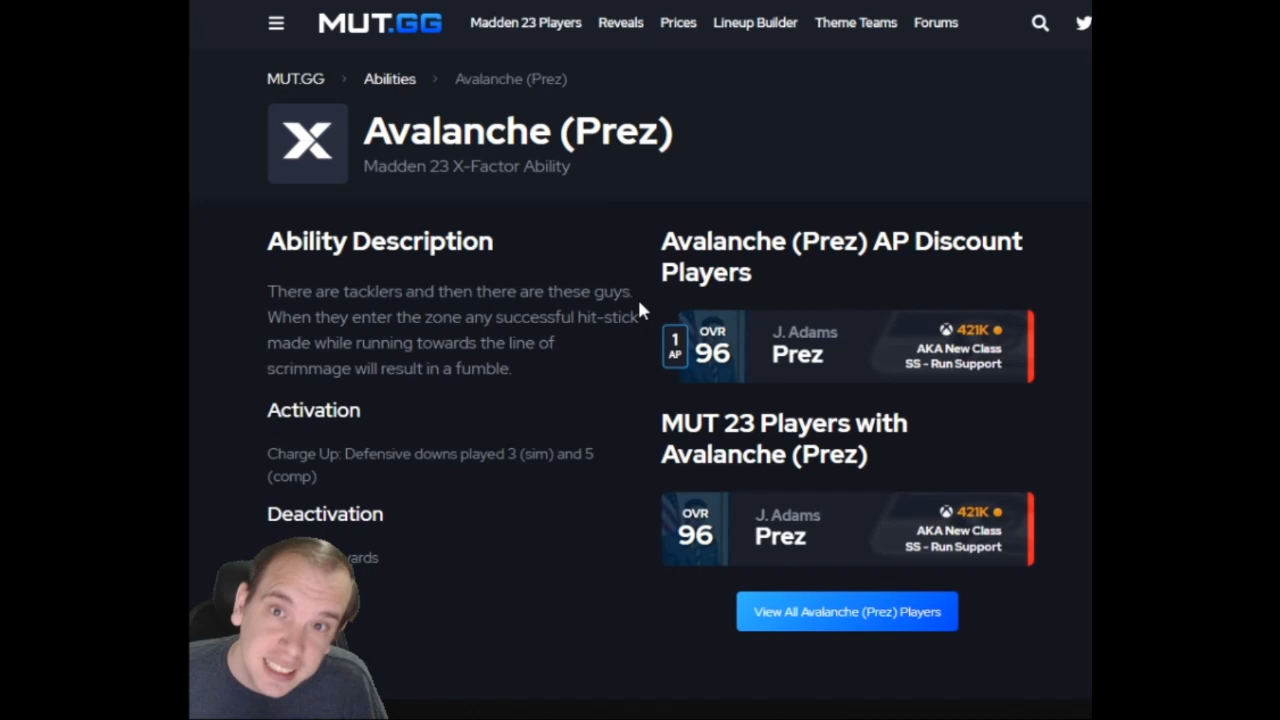 MUT.GG
Madden 23 Players
Reveals
Prices
Lineup Builder
Theme Teams
Forums
MUT.GG > Abilities > Avalanche (Prez)
Avalanche (Prez)
Madden 23 X-Factor Ability
Ability Description
There are tacklers and then there are these guys.
When they enter the zone any successful hit-stick
made while running towards the line of
scrimmage will result in a fumble.
Activation
Charge Up: Defensive downs played 3 (sim) and 5
(comp)
Deactivation
Avalanche (Prez) AP Discount
Players
1
AP
OVR
96
J. Adams
Prez
421K
AKA New Class
SS - Run Support
MUT 23 Players with
Avalanche (Prez)
OVR
96
J. Adams
Prez
421K
AKA New Class
SS - Run Support
View All Avalanche (Prez) Players